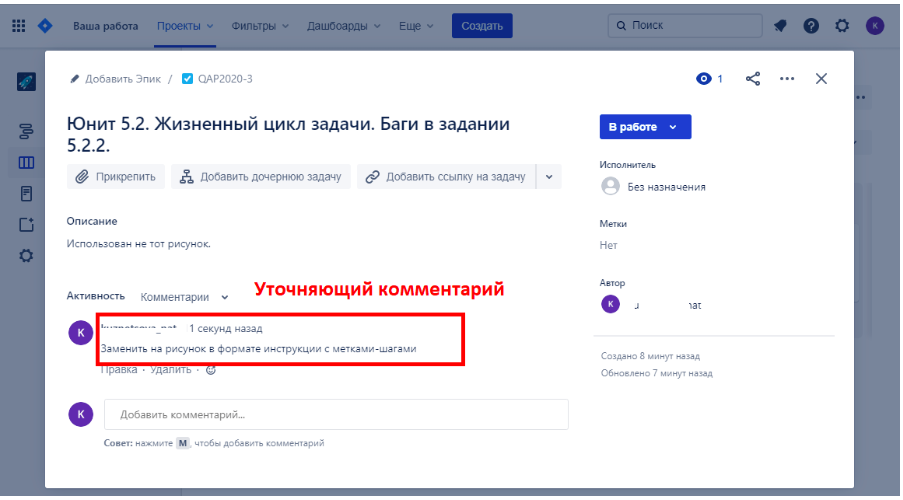 Ваша работа Проекты Фильтры Дашбоарды Еще Создать Поиск К
Добавить Эпик / QAP2020-3 1
Юнит 5.2. Жизненный цикл задачи. Баги в задании
5.2.2.
В работе
Прикрепить Добавить дочернюю задачу Добавить ссылку на задачу
Исполнитель
Без назначения
Описание
Использован не тот рисунок.
Метки
Нет
Автор
К
Активность Комментарии
Уточняющий комментарий
К 1 секунд назад
Заменить на рисунок в формате инструкции с метками-шагами
Правка · Удалить ·
Создано 8 минут назад
Обновлено 7 минут назад
К Добавить комментарий...
Совет: нажмите M, чтобы добавить комментарий